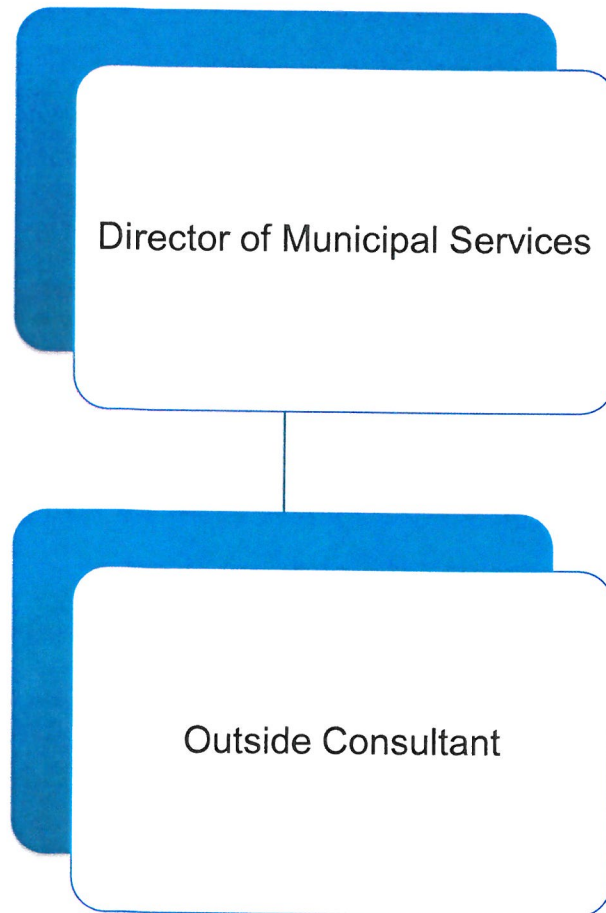 Director of Municipal Services
Outside Consultant